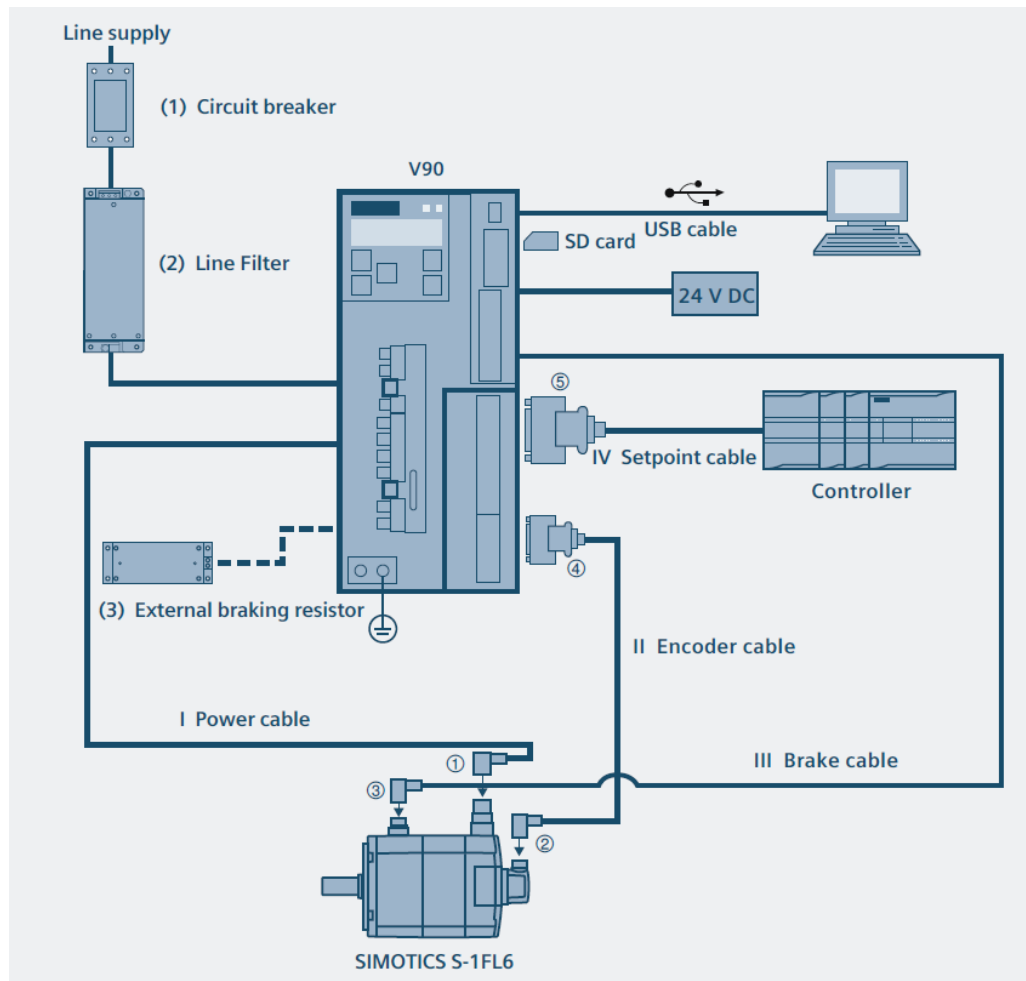 Line supply
(1) Circuit breaker
V90
USB cable
SD card
(2) Line Filter
24 V DC
⑤
IV Setpoint cable
Controller
④
(3) External braking resistor
II Encoder cable
I Power cable
①
III Brake cable
③
②
SIMOTICS S-1FL6